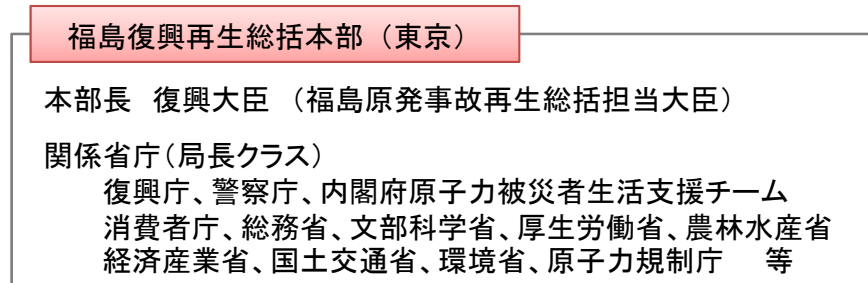 福島復興再生総括本部（東京）
本部長　復興大臣　（福島原発事故再生総括担当大臣）
関係省庁（局長クラス）
復興庁、警察庁、内閣府原子力被災者生活支援チーム
消費者庁、総務省、文部科学省、厚生労働省、農林水産省
経済産業省、国土交通省、環境省、原子力規制庁　　等